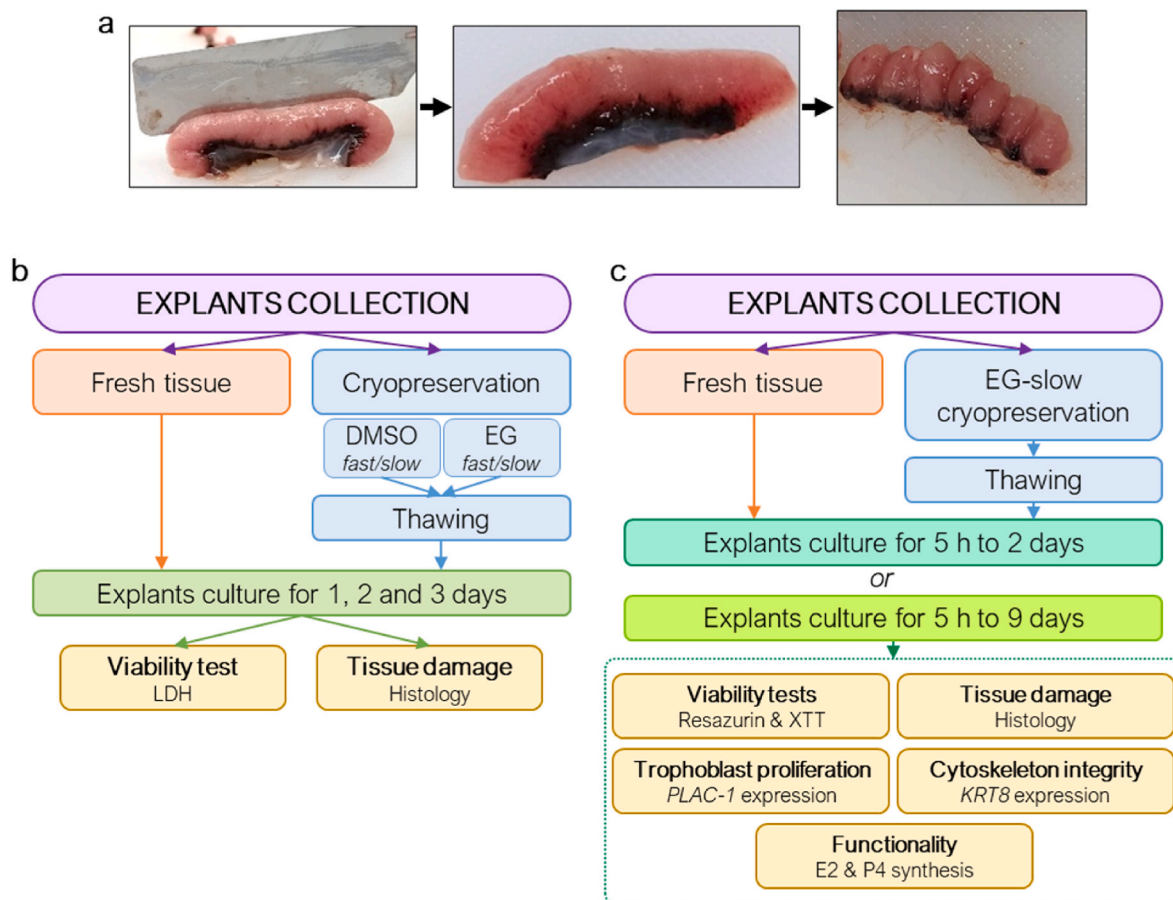 a
b
EXPLANTS COLLECTION
Fresh tissue
Cryopreservation
DMSO
fast/slow
EG
fast/slow
Thawing
Explants culture for 1, 2 and 3 days
Viability test
LDH
Tissue damage
Histology
c
EXPLANTS COLLECTION
Fresh tissue
EG-slow
cryopreservation
Thawing
Explants culture for 5 h to 2 days
or
Explants culture for 5 h to 9 days
Viability tests
Resazurin & XTT
Tissue damage
Histology
Trophoblast proliferation
PLAC-1 expression
Cytoskeleton integrity
KRT8 expression
Functionality
E2 & P4 synthesis